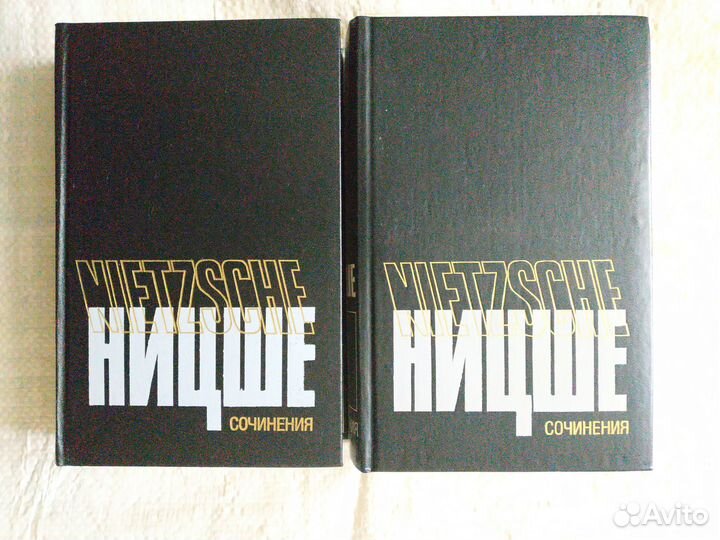 NIETZSCHE
НИЦШЕ
СОЧИНЕНИЯ
NIETZSCHE
НИЦШЕ
СОЧИНЕНИЯ
Avito